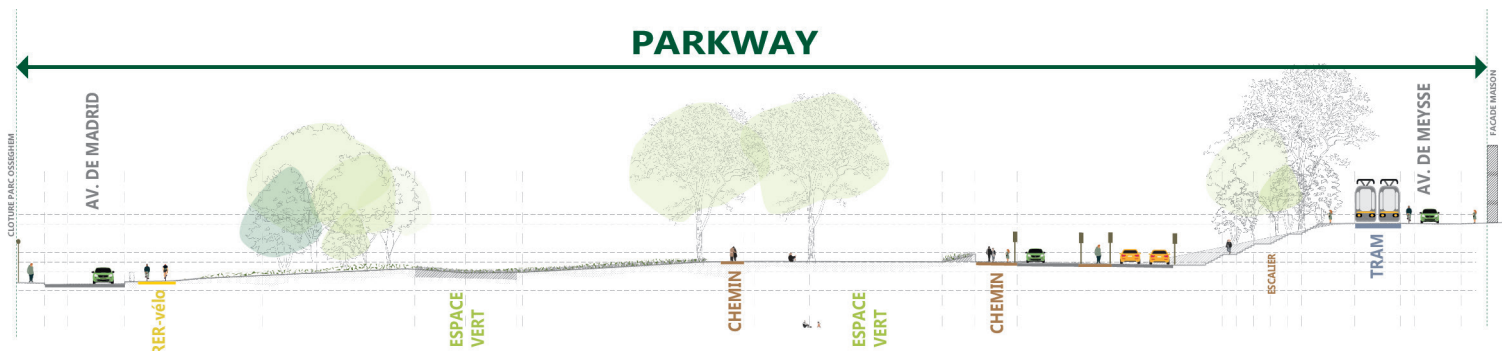 PARKWAY
CLOTURE PARC OSSEGHEM
AV. DE MADRID
RER-vélo
ESPACE
VERT
CHEMIN
ESPACE
VERT
CHEMIN
ESCALIER
TRAM
AV. DE MEYSSE
FACADE MAISON
1